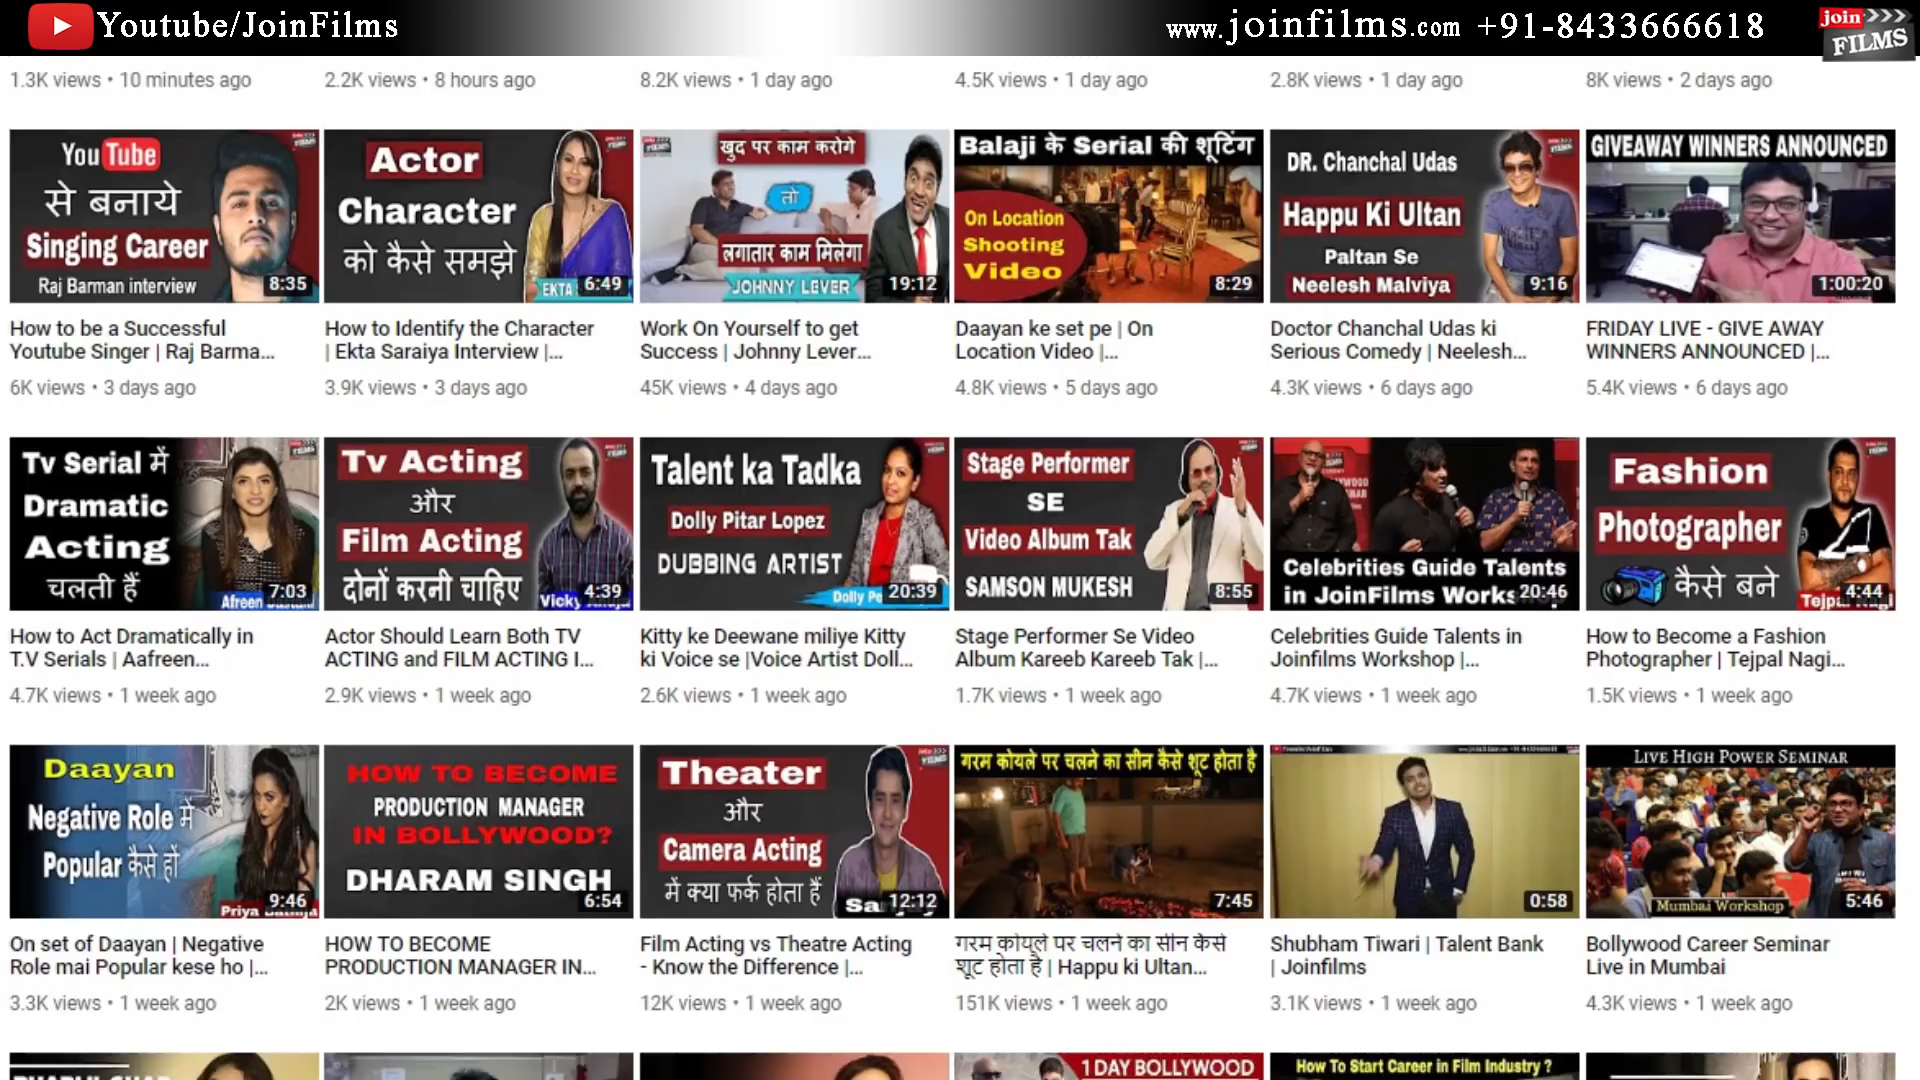 Youtube/JoinFilms
www.joinfilms.com +91-8433666618
join
FILMS
1.3K views • 10 minutes ago
2.2K views • 8 hours ago
8.2K views • 1 day ago
4.5K views • 1 day ago
2.8K views • 1 day ago
8K views • 2 days ago
YouTube
से बनाये
Singing Career
Raj Barman interview
8:35
Actor
Character
को कैसे समझे
EKTA
6:49
खुद पर काम करोगे
तो
लगातार काम मिलेगा
JOHNNY LEVER
19:12
Balaji के Serial की शूटिंग
On Location
Shooting
Video
8:29
DR. Chanchal Udas
Happu Ki Ultan
Paltan Se
Neelesh Malviya
9:16
GIVEAWAY WINNERS ANNOUNCED
1:00:20
How to be a Successful
Youtube Singer | Raj Barma...
6K views • 3 days ago
How to Identify the Character
| Ekta Saraiya Interview |...
3.9K views • 3 days ago
Work On Yourself to get
Success | Johnny Lever...
45K views • 4 days ago
Daayan ke set pe | On
Location Video |...
4.8K views • 5 days ago
Doctor Chanchal Udas ki
Serious Comedy | Neelesh...
4.3K views • 6 days ago
FRIDAY LIVE - GIVE AWAY
WINNERS ANNOUNCED |...
5.4K views • 6 days ago
Tv Serial में
Dramatic
Acting
चलती हैं
Afreen
7:03
Tv Acting
और
Film Acting
दोनों करनी चाहिए
Vicky
4:39
Talent ka Tadka
Dolly Pitar Lopez
DUBBING ARTIST
Dolly
20:39
Stage Performer
SE
Video Album Tak
SAMSON MUKESH
8:55
Celebrities Guide Talents
in JoinFilms
20:46
Fashion
Photographer
कैसे बने
4:44
How to Act Dramatically in
T.V Serials | Aafreen...
4.7K views • 1 week ago
Actor Should Learn Both TV
ACTING and FILM ACTING I...
2.9K views • 1 week ago
Kitty ke Deewane miliye Kitty
ki Voice se |Voice Artist Doll...
2.6K views • 1 week ago
Stage Performer Se Video
Album Kareeb Kareeb Tak |...
1.7K views • 1 week ago
Celebrities Guide Talents in
Joinfilms Workshop |...
4.7K views • 1 week ago
How to Become a Fashion
Photographer | Tejpal Nagi...
1.5K views • 1 week ago
Daayan
Negative Role में
Popular कैसे हों
Priya
9:46
HOW TO BECOME
PRODUCTION MANAGER
IN BOLLYWOOD?
DHARAM SINGH
6:54
Theater
और
Camera Acting
में क्या फर्क होता हैं
12:12
गरम कोयले पर चलने का सीन कैसे शूट होता है
7:45
0:58
LIVE HIGH POWER SEMINAR
Mumbai Workshop
5:46
On set of Daayan | Negative
Role mai Popular kese ho |...
3.3K views • 1 week ago
HOW TO BECOME
PRODUCTION MANAGER IN...
2K views • 1 week ago
Film Acting vs Theatre Acting
- Know the Difference |...
12K views • 1 week ago
गरम कोयले पर चलने का सीन कैसे
शूट होता है | Happu ki Ultan...
151K views • 1 week ago
Shubham Tiwari | Talent Bank
| Joinfilms
3.1K views • 1 week ago
Bollywood Career Seminar
Live in Mumbai
4.3K views • 1 week ago
1 DAY BOLLYWOOD
How To Start Career in Film Industry ?